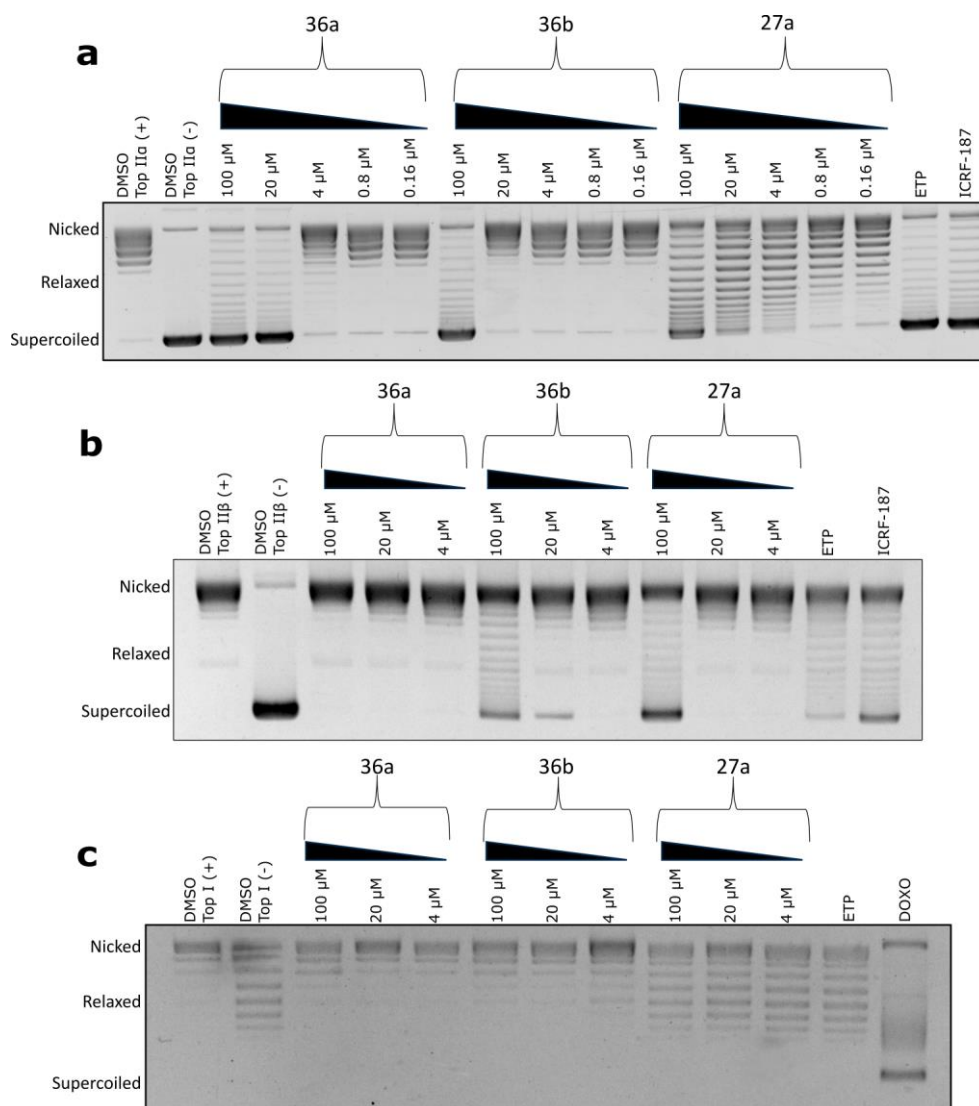 a
36a
36b
27a
DMSO
Top IIα (+)
DMSO
Top IIα (-)
100 µM
20 µM
4 µM
0.8 µM
0.16 µM
100 µM
20 µM
4 µM
0.8 µM
0.16 µM
100 µM
20 µM
4 µM
0.8 µM
0.16 µM
ETP
ICRF-187
Nicked
Relaxed
Supercoiled
b
36a
36b
27a
DMSO
Top IIβ (+)
DMSO
Top IIβ (-)
100 µM
20 µM
4 µM
100 µM
20 µM
4 µM
100 µM
20 µM
4 µM
ETP
ICRF-187
Nicked
Relaxed
Supercoiled
c
36a
36b
27a
DMSO
Top I (+)
DMSO
Top I (-)
100 µM
20 µM
4 µM
100 µM
20 µM
4 µM
100 µM
20 µM
4 µM
ETP
DOXO
Nicked
Relaxed
Supercoiled